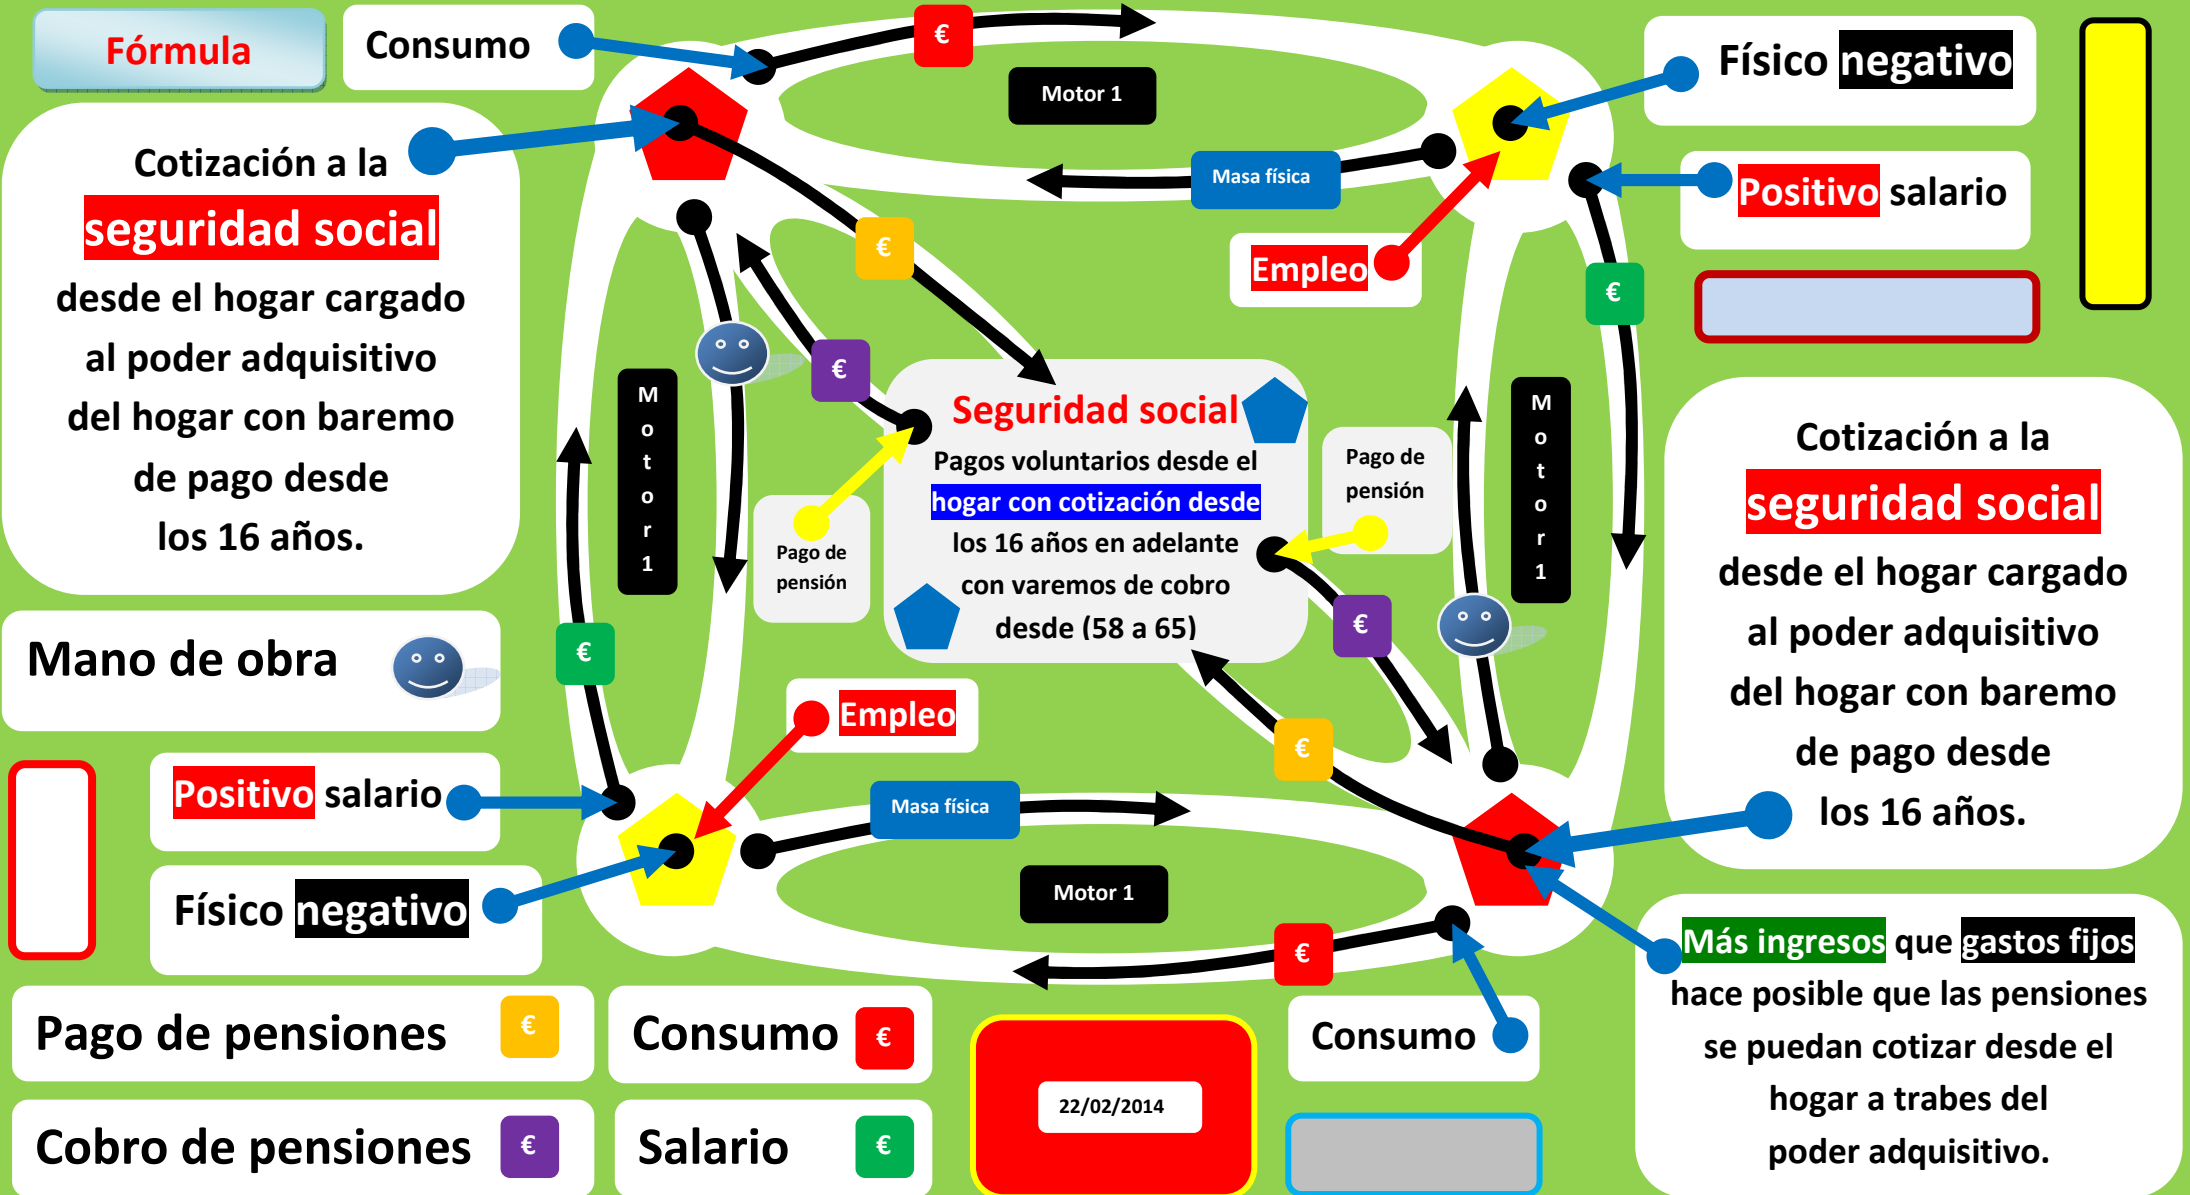 Fórmula
Consumo
€
Motor 1
Físico negativo
Cotización a la
seguridad social
desde el hogar cargado
al poder adquisitivo
del hogar con baremo
de pago desde
los 16 años.
Masa física
Positivo salario
Empleo
€
€
€
M
o
t
o
r
1
Seguridad social
Pagos voluntarios desde el
hogar con cotización desde
los 16 años en adelante
con varemos de cobro
desde (58 a 65)
Pago de
pensión
Pago de
pensión
M
o
t
o
r
1
Cotización a la
seguridad social
desde el hogar cargado
al poder adquisitivo
del hogar con baremo
de pago desde
los 16 años.
Mano de obra
€
€
€
Empleo
Positivo salario
Masa física
Físico negativo
Motor 1
€
Más ingresos que gastos fijos
hace posible que las pensiones
se puedan cotizar desde el
hogar a trabes del
poder adquisitivo.
Pago de pensiones €
Consumo €
Consumo
22/02/2014
Cobro de pensiones €
Salario €